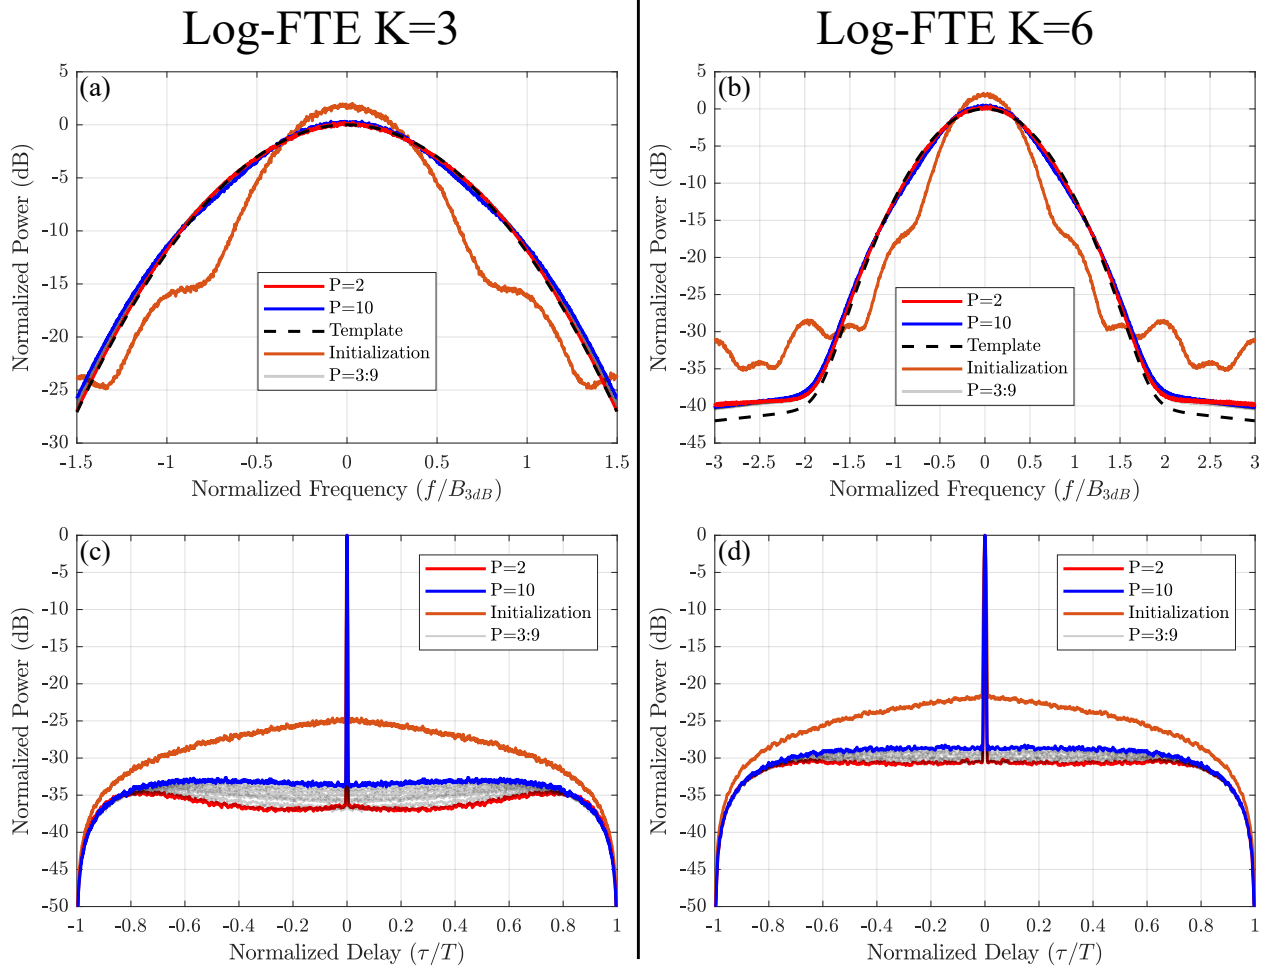 Log-FTE K=3
Log-FTE K=6
(a)
5
0
-5
-10
-15
-20
-25
-30
Normalized Power (dB)
P=2
P=10
Template
Initialization
P=3:9
-1.5
-1
-0.5
0
0.5
1
1.5
Normalized Frequency (f/B3dB)
(b)
5
0
-5
-10
-15
-20
-25
-30
-35
-40
-45
Normalized Power (dB)
P=2
P=10
Template
Initialization
P=3:9
-3
-2.5
-2
-1.5
-1
-0.5
0
0.5
1
1.5
2
2.5
3
Normalized Frequency (f/B3dB)
(c)
0
-5
-10
-15
-20
-25
-30
-35
-40
-45
-50
Normalized Power (dB)
P=2
P=10
Initialization
P=3:9
-1
-0.8
-0.6
-0.4
-0.2
0
0.2
0.4
0.6
0.8
1
Normalized Delay (τ/T)
(d)
0
-5
-10
-15
-20
-25
-30
-35
-40
-45
-50
Normalized Power (dB)
P=2
P=10
Initialization
P=3:9
-1
-0.8
-0.6
-0.4
-0.2
0
0.2
0.4
0.6
0.8
1
Normalized Delay (τ/T)